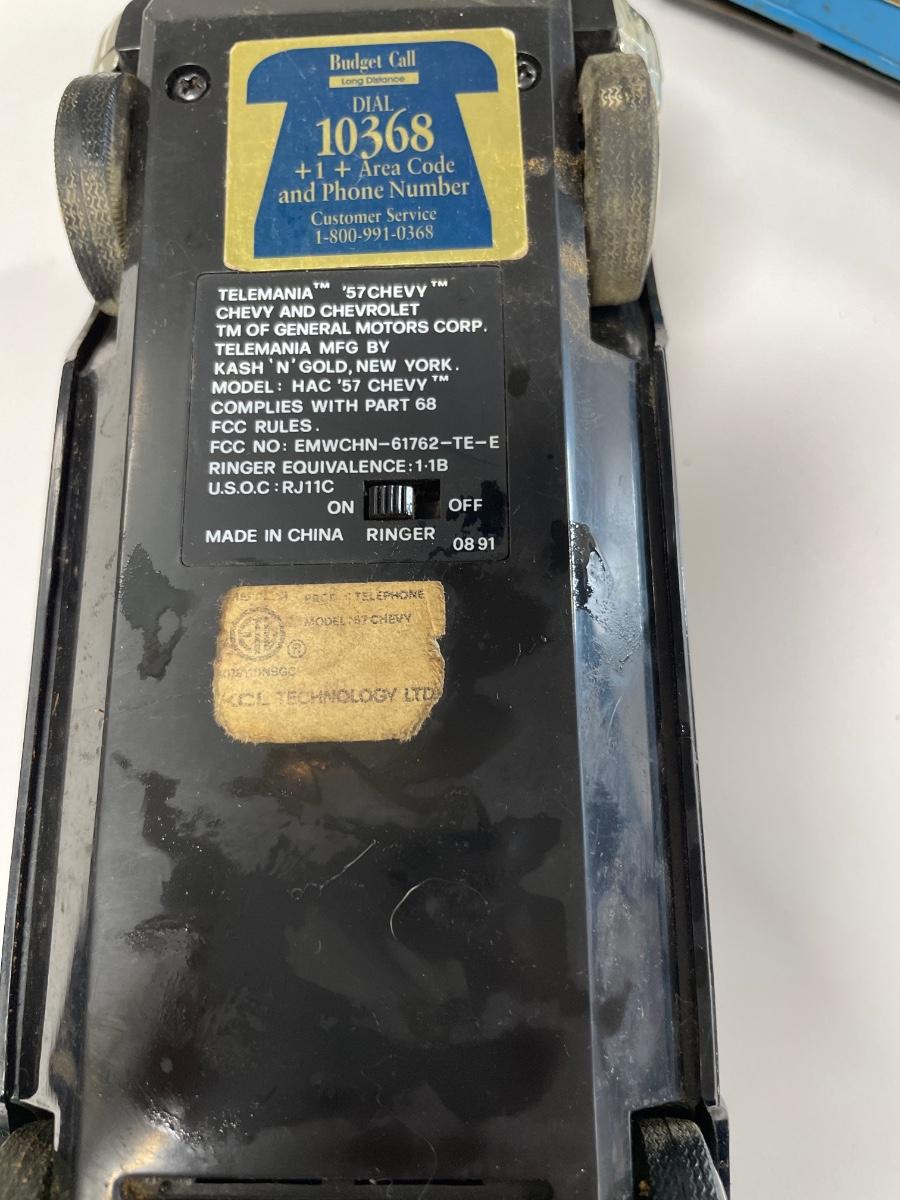 Budget Call
Long Distance
DIAL
10368
+1 + Area Code
and Phone Number
Customer Service
1-800-991-0368
TELEMANIA™ '57CHEVY™
CHEVY AND CHEVROLET
TM OF GENERAL MOTORS CORP.
TELEMANIA MFG BY
KASH 'N' GOLD, NEW YORK.
MODEL: HAC '57 CHEVY™
COMPLIES WITH PART 68
FCC RULES.
FCC NO: EMWCHN-61762-TE-E
RINGER EQUIVALENCE:1·1B
U.S.O.C :RJ11C
ON OFF
MADE IN CHINA RINGER 0891
TELEPHONE
MODEL:'57 CHEVY
ETL ®
TECHNOLOGY LTD